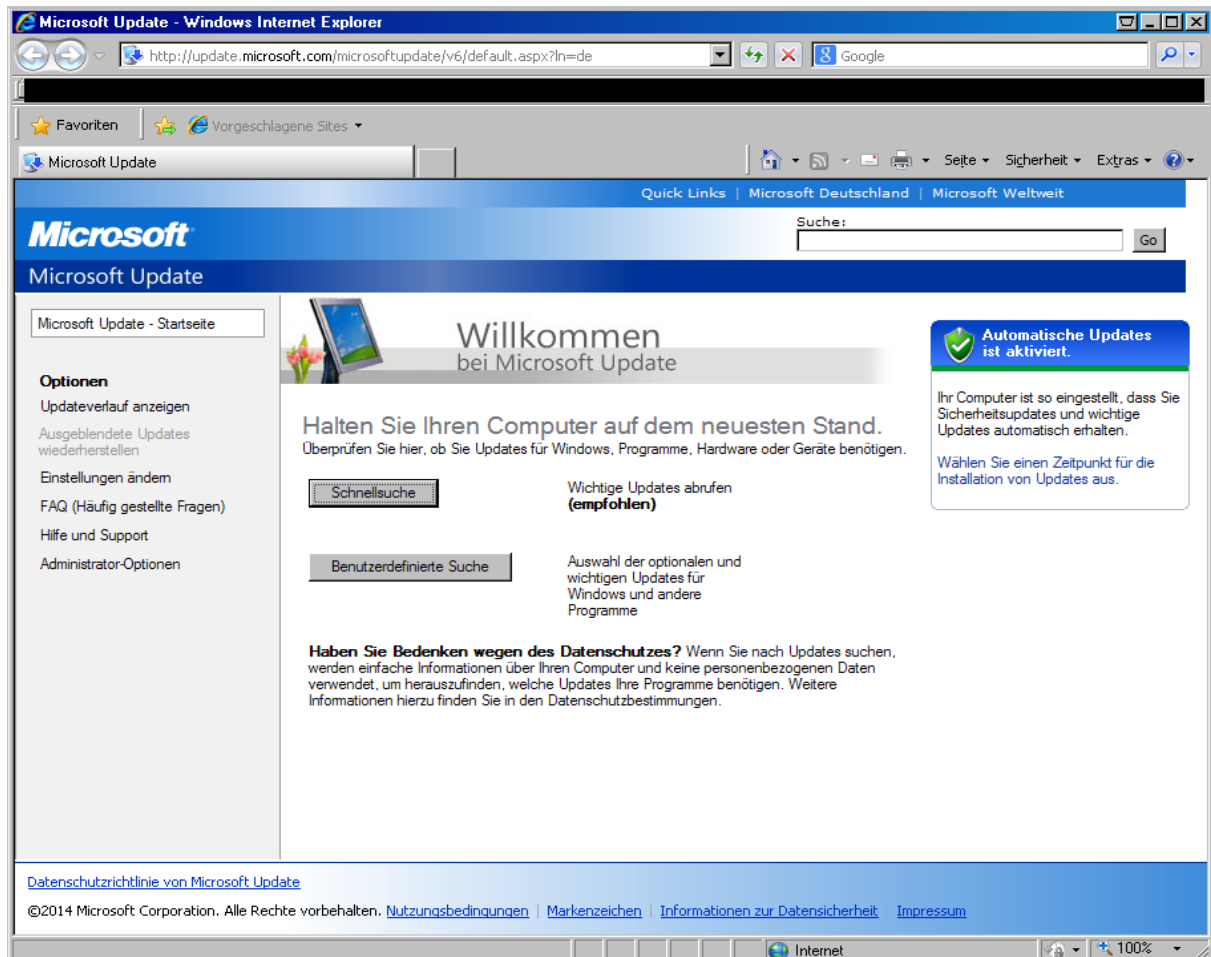 Microsoft Update - Windows Internet Explorer
http://update.microsoft.com/microsoftupdate/v6/default.aspx?ln=de
Google
Favoriten
Vorgeschlagene Sites
Microsoft Update
Seite
Sicherheit
Extras
Quick Links | Microsoft Deutschland | Microsoft Weltweit
Microsoft
Suche:
Go
Microsoft Update
Microsoft Update - Startseite
Optionen
Updateverlauf anzeigen
Ausgeblendete Updates
wiederherstellen
Einstellungen ändern
FAQ (Häufig gestellte Fragen)
Hilfe und Support
Administrator-Optionen
Willkommen
bei Microsoft Update
Halten Sie Ihren Computer auf dem neuesten Stand.
Überprüfen Sie hier, ob Sie Updates für Windows, Programme, Hardware oder Geräte benötigen.
Schnellsuche
Wichtige Updates abrufen
(empfohlen)
Benutzerdefinierte Suche
Auswahl der optionalen und
wichtigen Updates für
Windows und andere
Programme
Haben Sie Bedenken wegen des Datenschutzes? Wenn Sie nach Updates suchen,
werden einfache Informationen über Ihren Computer und keine personenbezogenen Daten
verwendet, um herauszufinden, welche Updates Ihre Programme benötigen. Weitere
Informationen hierzu finden Sie in den Datenschutzbestimmungen.
Automatische Updates
ist aktiviert.
Ihr Computer ist so eingestellt, dass Sie
Sicherheitsupdates und wichtige
Updates automatisch erhalten.
Wählen Sie einen Zeitpunkt für die
Installation von Updates aus.
Datenschutzrichtlinie von Microsoft Update
©2014 Microsoft Corporation. Alle Rechte vorbehalten. Nutzungsbedingungen | Markenzeichen | Informationen zur Datensicherheit | Impressum
Internet
100%